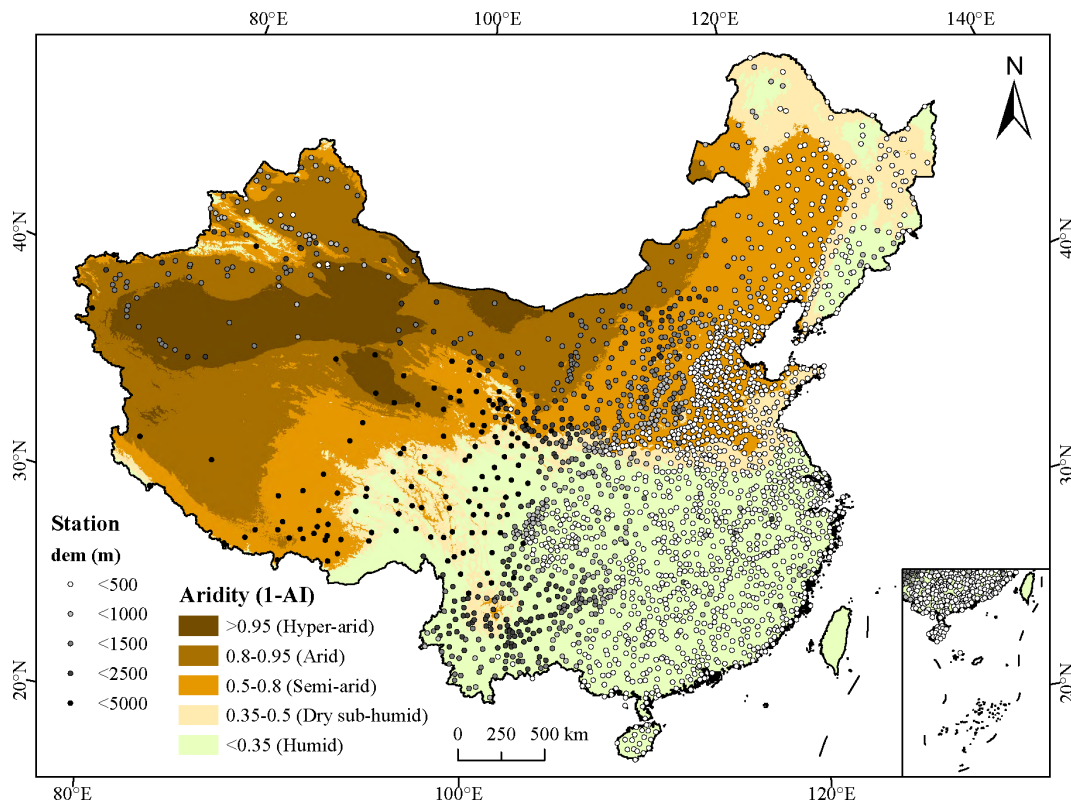 80°E
100°E
120°E
140°E
N
40°N
40°N
30°N
30°N
20°N
20°N
Station
dem (m)
<500
<1000
<1500
<2500
<5000
Aridity (1-AI)
>0.95 (Hyper-arid)
0.8-0.95 (Arid)
0.5-0.8 (Semi-arid)
0.35-0.5 (Dry sub-humid)
<0.35 (Humid)
0 250 500 km
80°E
100°E
120°E